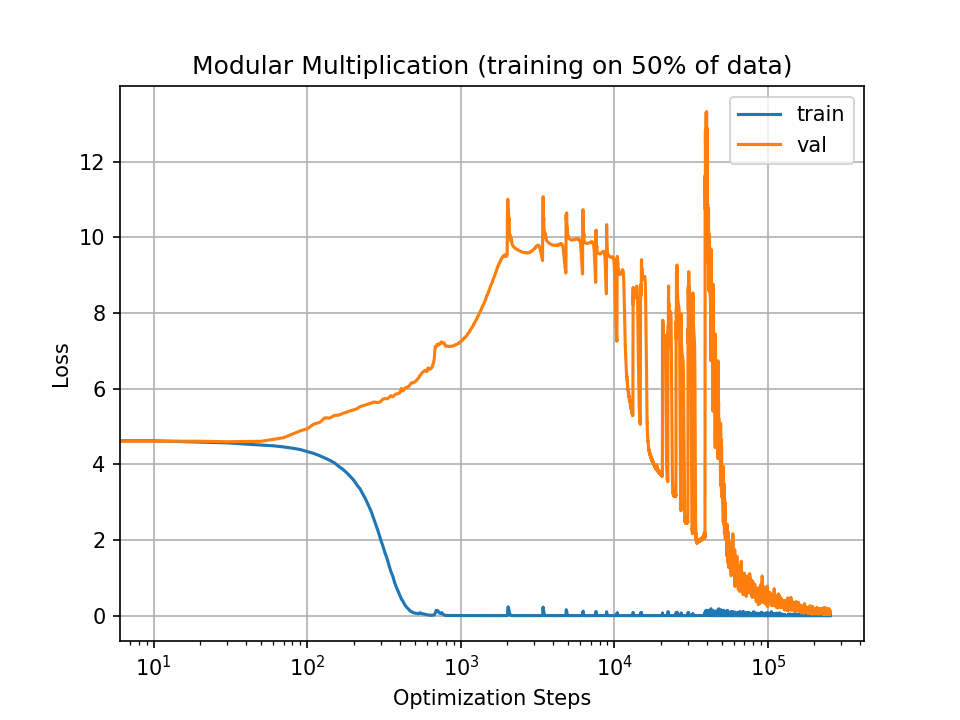 Modular Multiplication (training on 50% of data)
train
val
12
10
8
6
4
2
0
Loss
10¹
10²
10³
10⁴
10⁵
Optimization Steps